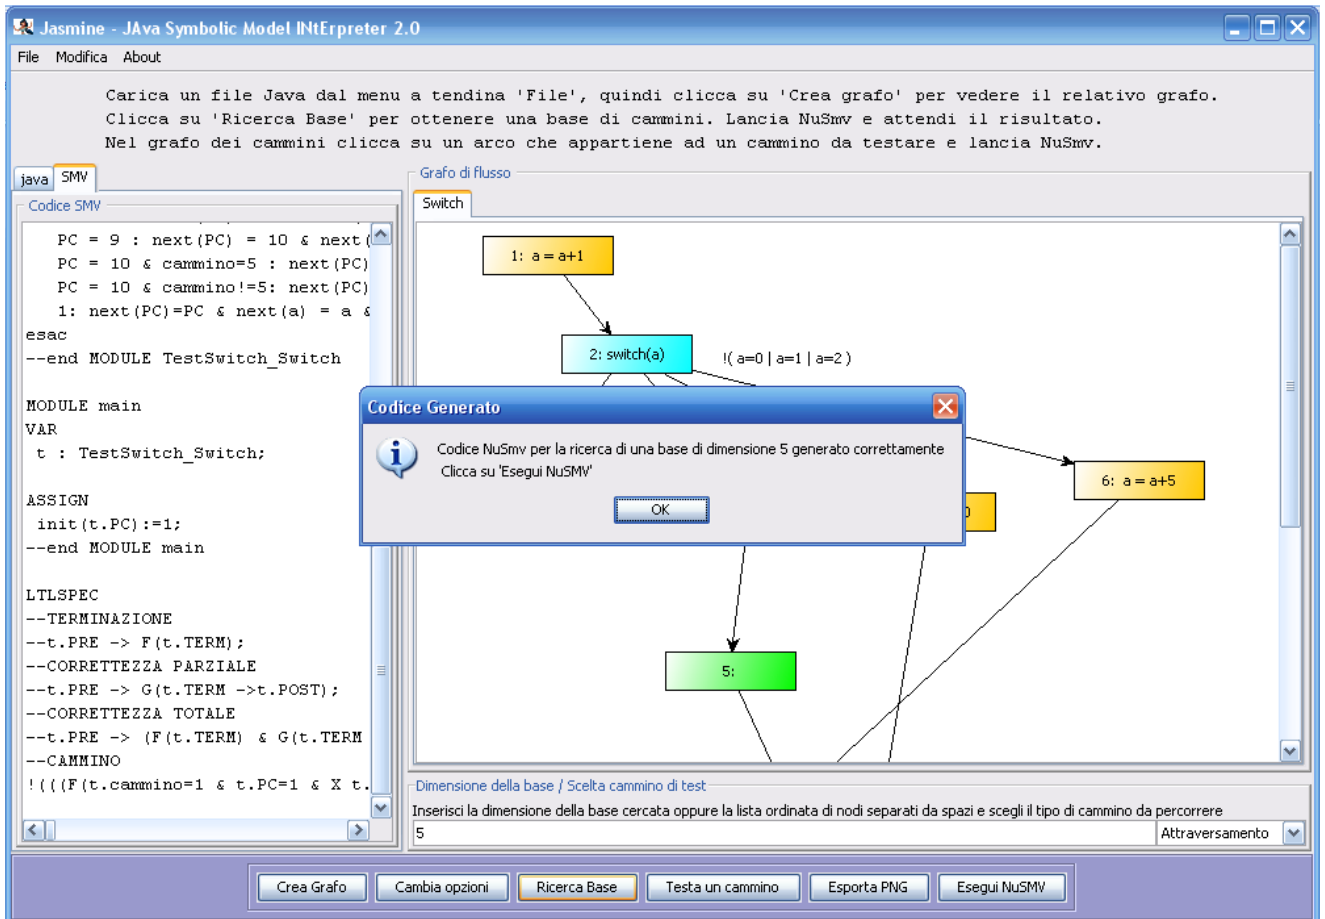 Jasmine - JAva Symbolic Model INtErpreter 2.0
File Modifica About
Carica un file Java dal menu a tendina 'File', quindi clicca su 'Crea grafo' per vedere il relativo grafo.
Clicca su 'Ricerca Base' per ottenere una base di cammini. Lancia NuSmv e attendi il risultato.
Nel grafo dei cammini clicca su un arco che appartiene ad un cammino da testare e lancia NuSmv.
java SMV
Codice SMV
PC = 9 : next(PC) = 10 & next(
PC = 10 & cammino=5 : next(PC)
PC = 10 & cammino!=5: next(PC)
1: next(PC)=PC & next(a) = a &
esac
--end MODULE TestSwitch_Switch
MODULE main
VAR
t : TestSwitch_Switch;
ASSIGN
init(t.PC):=1;
--end MODULE main
LTLSPEC
--TERMINAZIONE
--t.PRE -> F(t.TERM);
--CORRETTEZZA PARZIALE
--t.PRE -> G(t.TERM ->t.POST);
--CORRETTEZZA TOTALE
--t.PRE -> (F(t.TERM) & G(t.TERM
--CAMMINO
!(((F(t.cammino=1 & t.PC=1 & X t.
Grafo di flusso
Switch
1: a = a+1
2: switch(a)
!( a=0 | a=1 | a=2 )
6: a = a+5
5:
Codice Generato
Codice NuSmv per la ricerca di una base di dimensione 5 generato correttamente
Clicca su 'Esegui NuSMV'
OK
Dimensione della base / Scelta cammino di test
Inserisci la dimensione della base cercata oppure la lista ordinata di nodi separati da spazi e scegli il tipo di cammino da percorrere
5 Attraversamento
Crea Grafo Cambia opzioni Ricerca Base Testa un cammino Esporta PNG Esegui NuSMV